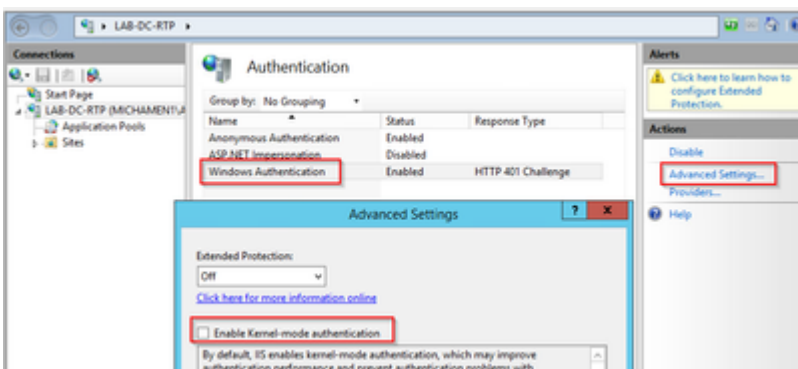 LAB-DC-RTP
Connections
Start Page
LAB-DC-RTP (MICHAMENT\A
Application Pools
Sites
Authentication
Group by: No Grouping
Name Status Response Type
Anonymous Authentication Enabled
ASP.NET Impersonation Disabled
Windows Authentication Enabled HTTP 401 Challenge
Alerts
Click here to learn how to
configure Extended
Protection.
Actions
Disable
Advanced Settings...
Providers...
Help
Advanced Settings
? x
Extended Protection:
Off
Click here for more information online
Enable Kernel-mode authentication
By default, IIS enables kernel-mode authentication, which may improve
authentication performance and prevent authentication problems with